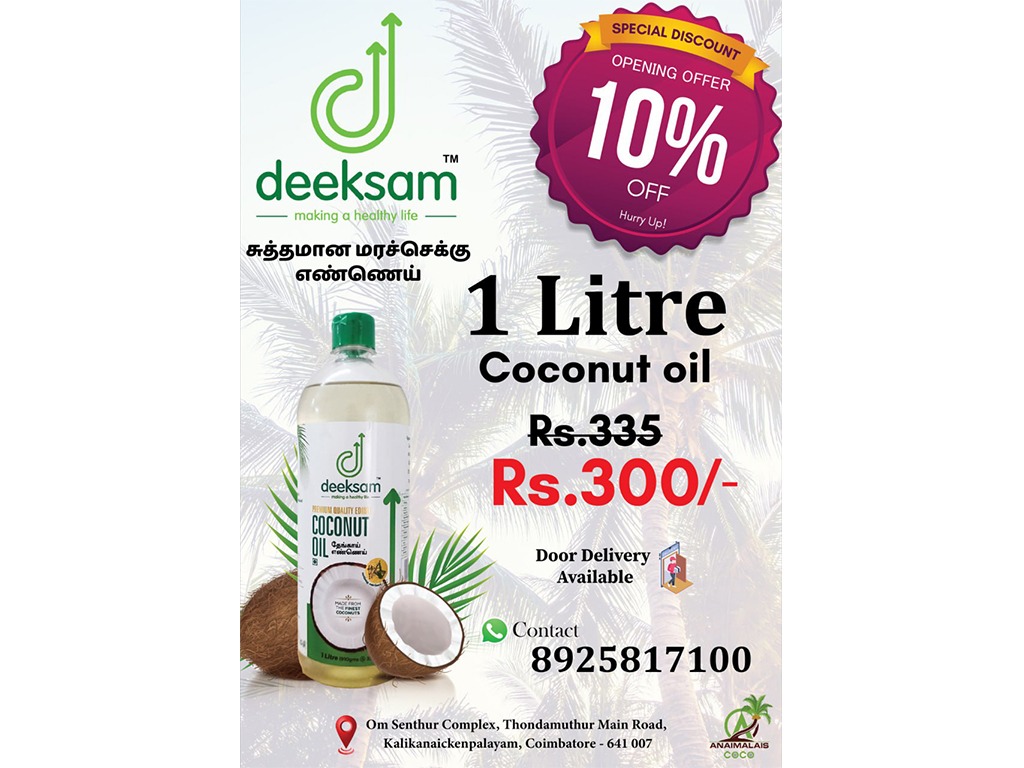 deeksam™
making a healthy life
சுத்தமான மரச்செக்கு
எண்ணெய்
SPECIAL DISCOUNT
OPENING OFFER
10%
OFF
Hurry Up!
1 Litre
Coconut oil
Rs.335
Rs.300/-
Door Delivery
Available
Contact
8925817100
deeksam
making a healthy life
PREMIUM QUALITY
COCONUT
OIL தேங்காய்
எண்ணெய்
MADE FROM
THE FINEST
COCONUTS
1 Litre
Om Senthur Complex, Thondamuthur Main Road,
Kalikanaickenpalayam, Coimbatore - 641 007
ANAIMALAIS
COCO